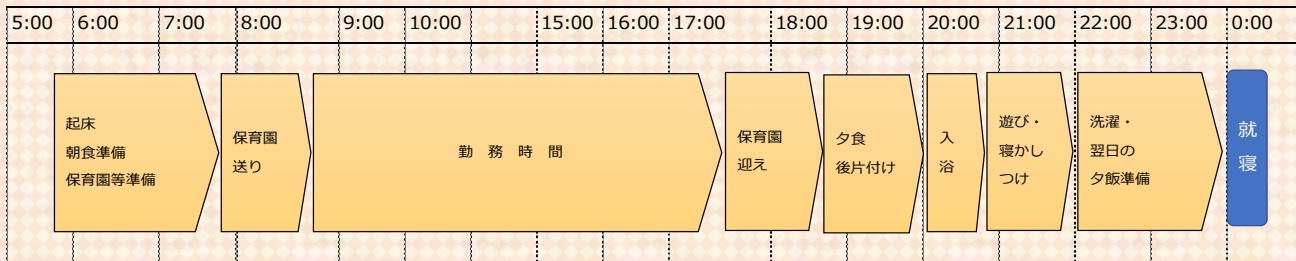 5:00 6:00 7:00 8:00 9:00 10:00 15:00 16:00 17:00 18:00 19:00 20:00 21:00 22:00 23:00 0:00
起床
朝食準備
保育園等準備
保育園
送り
勤務時間
保育園
迎え
夕食
後片付け
入
浴
遊び・
寝かし
つけ
洗濯・
翌日の
夕飯準備
就
寝